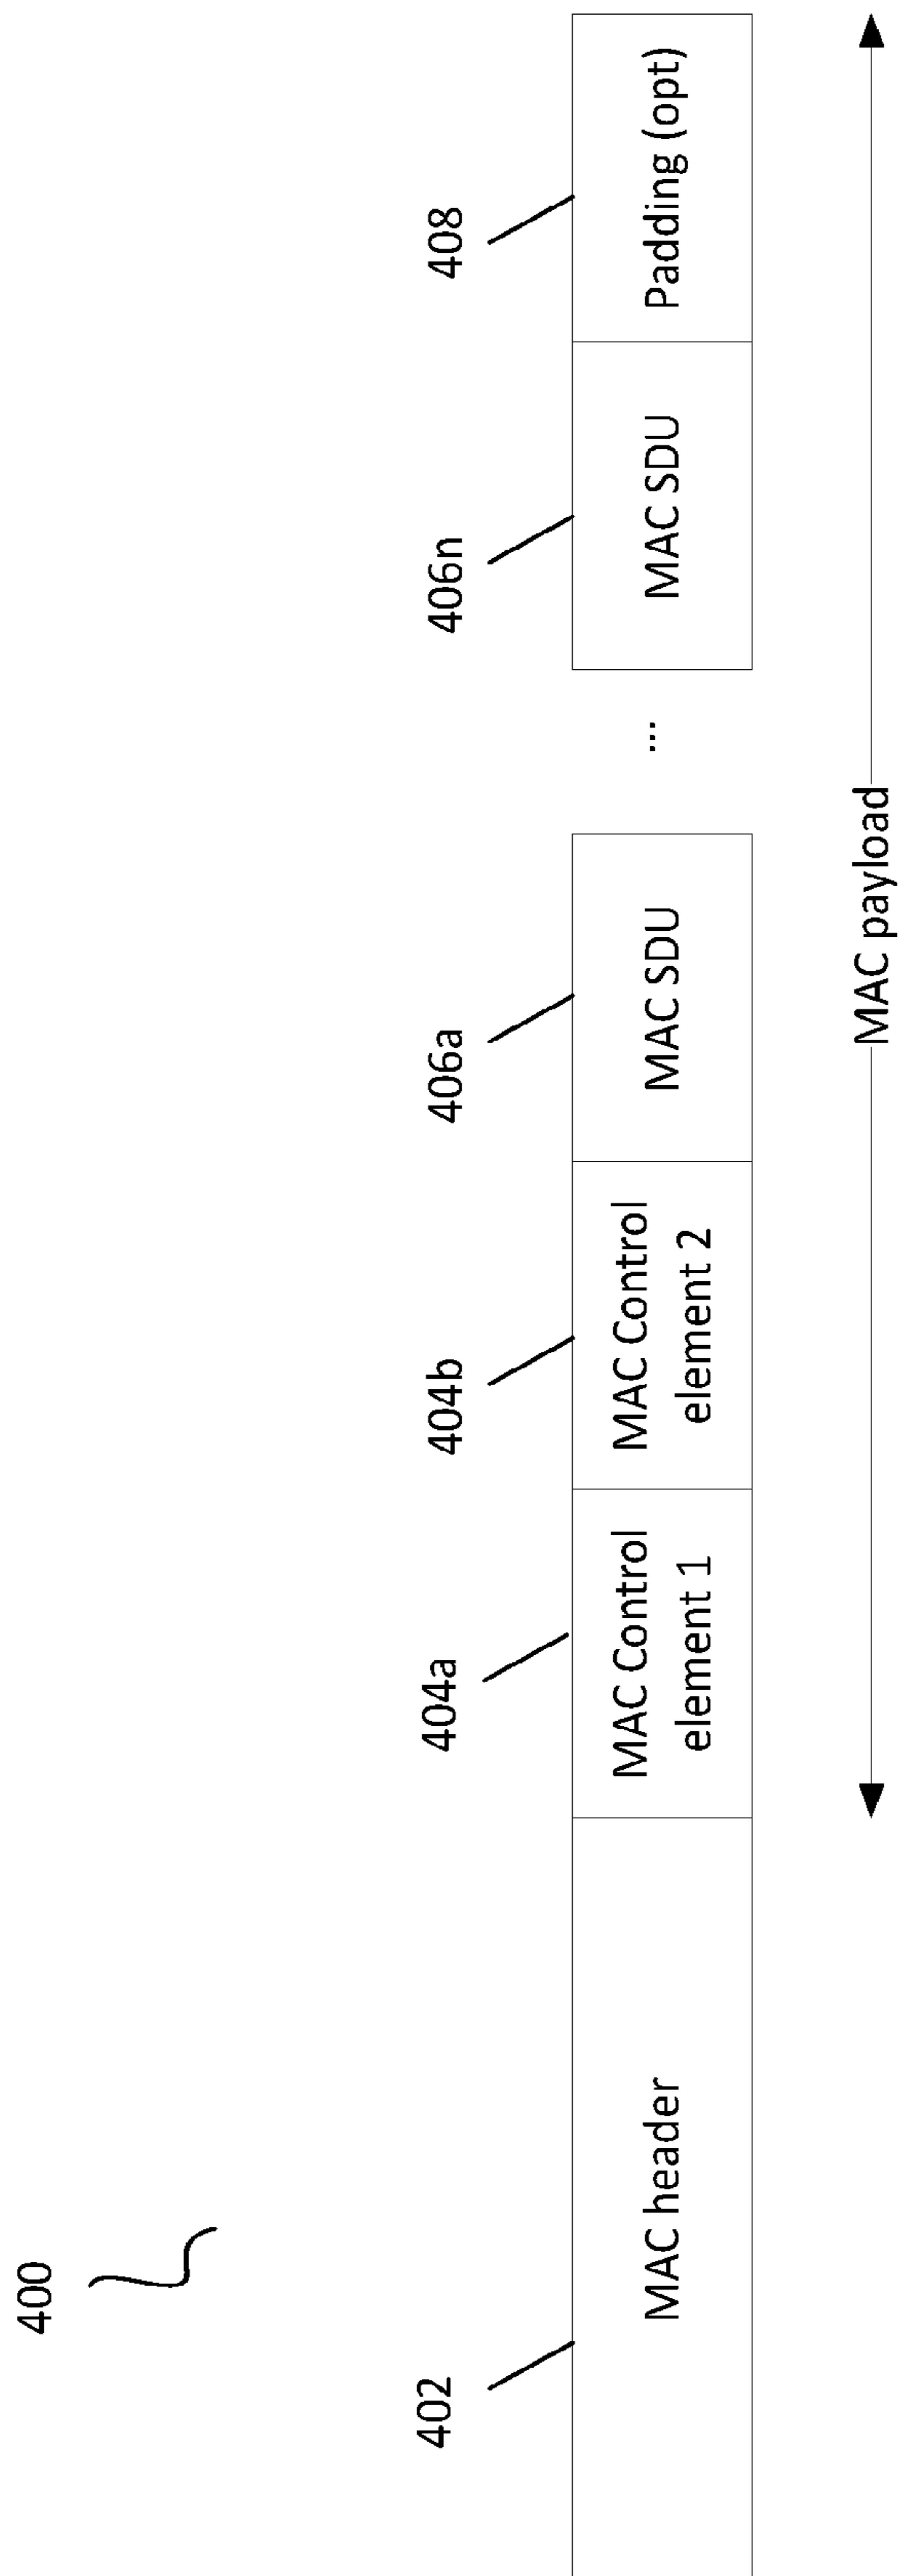 400
402
404a
404b
406a
406n
408
MAC header
MAC Control
element 1
MAC Control
element 2
MAC SDU
...
MAC SDU
Padding (opt)
MAC payload